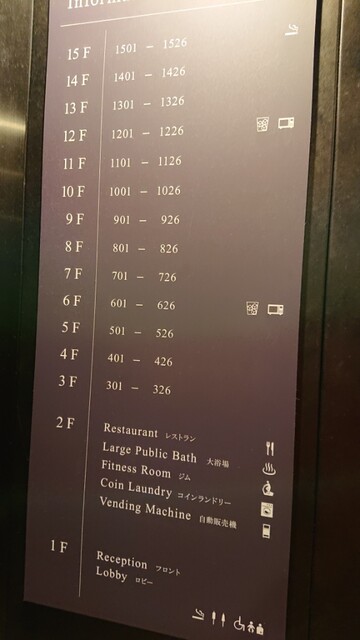 15 F 1501 – 1526
14 F 1401 – 1426
13 F 1301 – 1326
12 F 1201 – 1226
11 F 1101 – 1126
10 F 1001 – 1026
9 F 901 – 926
8 F 801 – 826
7 F 701 – 726
6 F 601 – 626
5 F 501 – 526
4 F 401 – 426
3 F 301 – 326
2 F Restaurant レストラン
Large Public Bath 大浴場
Fitness Room ジム
Coin Laundry コインランドリー
Vending Machine 自動販売機
1 F Reception フロント
Lobby ロビー